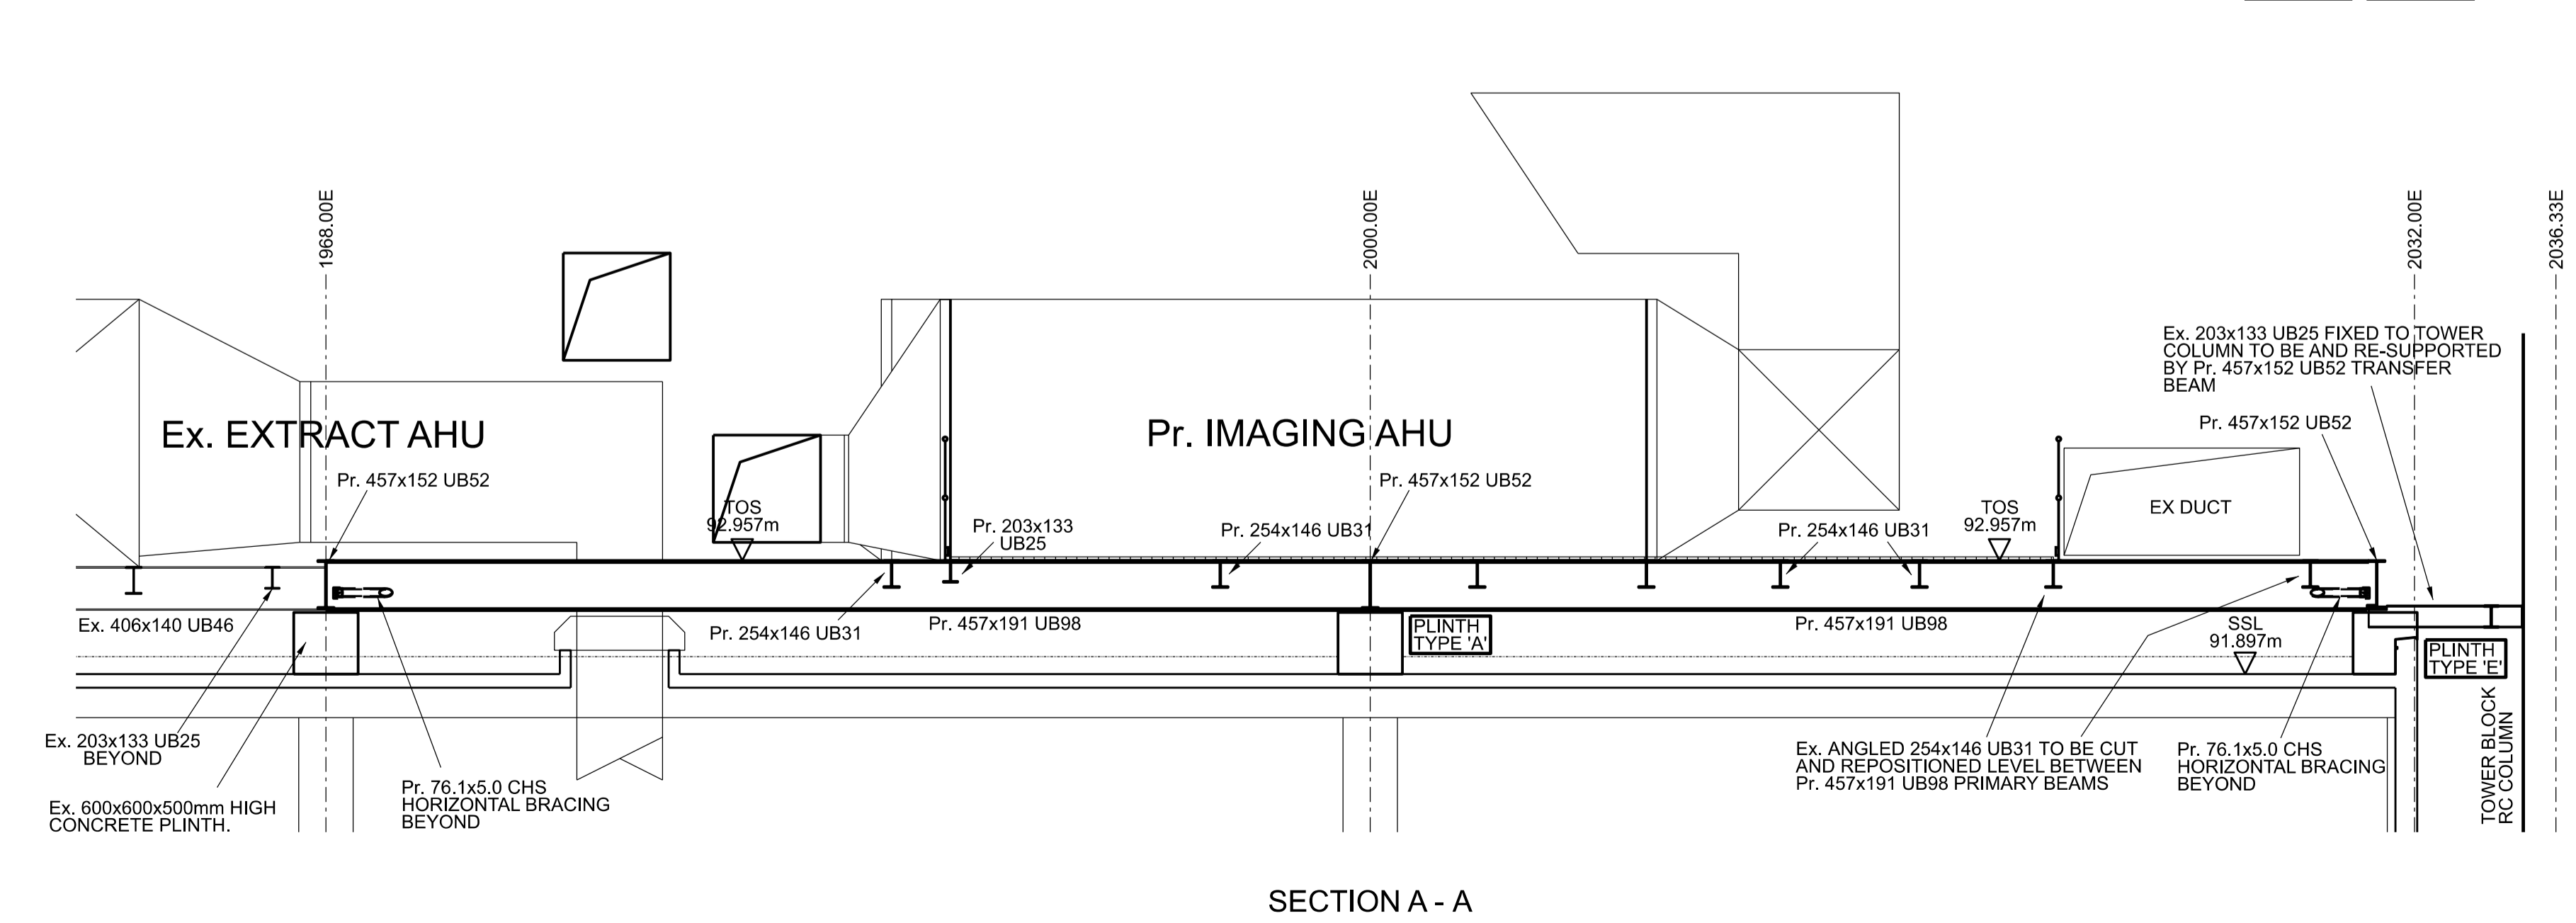 1968.00E
2000.00E
2032.00E
2036.33E
Ex. 203x133 UB25 FIXED TO TOWER
COLUMN TO BE AND RE-SUPPORTED
BY Pr. 457x152 UB52 TRANSFER
BEAM
Pr. 457x152 UB52
Ex. EXTRACT AHU
Pr. IMAGING AHU
Pr. 457x152 UB52
Pr. 457x152 UB52
TOS
92.957m
Pr. 203x133
UB25
Pr. 254x146 UB31
Pr. 254x146 UB31
TOS
92.957m
EX DUCT
Ex. 406x140 UB46
Pr. 254x146 UB31
Pr. 457x191 UB98
PLINTH
TYPE 'A'
Pr. 457x191 UB98
SSL
91.897m
PLINTH
TYPE 'E'
Ex. 203x133 UB25
BEYOND
Ex. 600x600x500mm HIGH
CONCRETE PLINTH.
Pr. 76.1x5.0 CHS
HORIZONTAL BRACING
BEYOND
Ex. ANGLED 254x146 UB31 TO BE CUT
AND REPOSITIONED LEVEL BETWEEN
Pr. 457x191 UB98 PRIMARY BEAMS
Pr. 76.1x5.0 CHS
HORIZONTAL BRACING
BEYOND
TOWER BLOCK
RC COLUMN
SECTION A - A